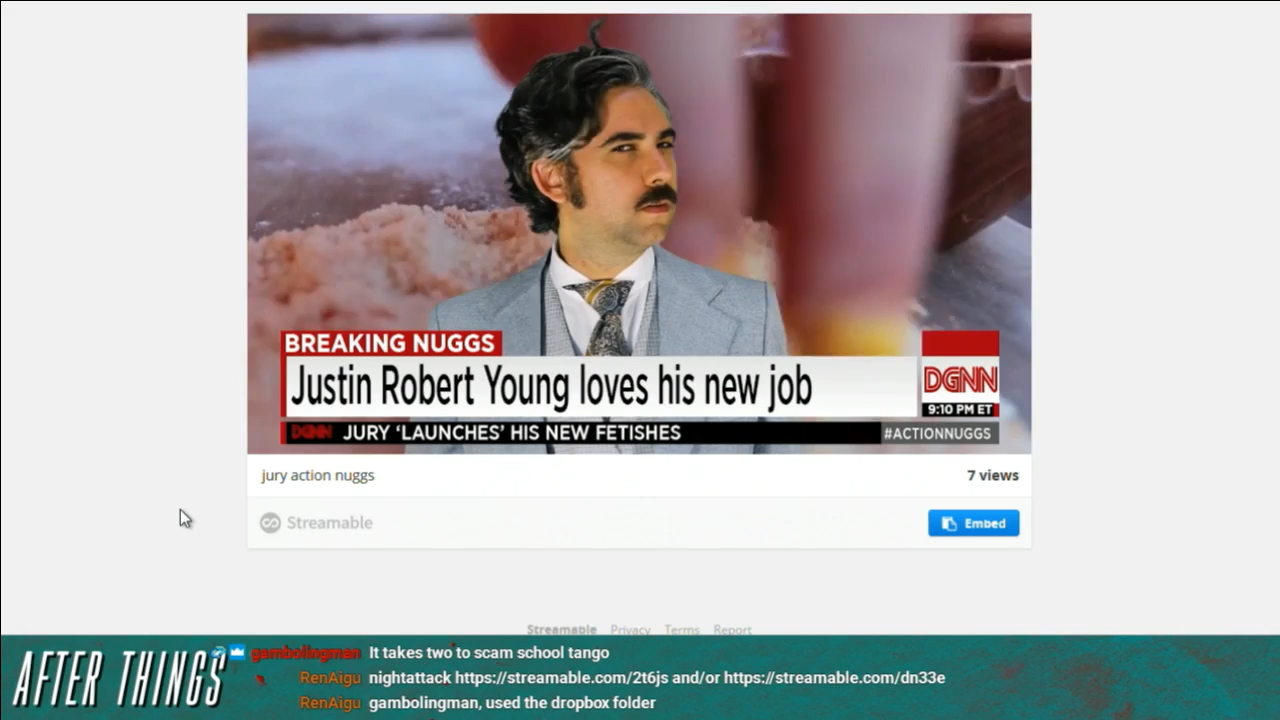 BREAKING NUGGS
Justin Robert Young loves his new job
DGNN
9:10 PM ET
DGNN JURY ‘LAUNCHES’ HIS NEW FETISHES
#ACTIONNUGGS
jury action nuggs
7 views
Streamable
Embed
Streamable Privacy Terms Report
AFTER THINGS
gambolingman It takes two to scam school tango
RenAigu nightattack https://streamable.com/2t6js and/or https://streamable.com/dn33e
RenAigu gambolingman, used the dropbox folder